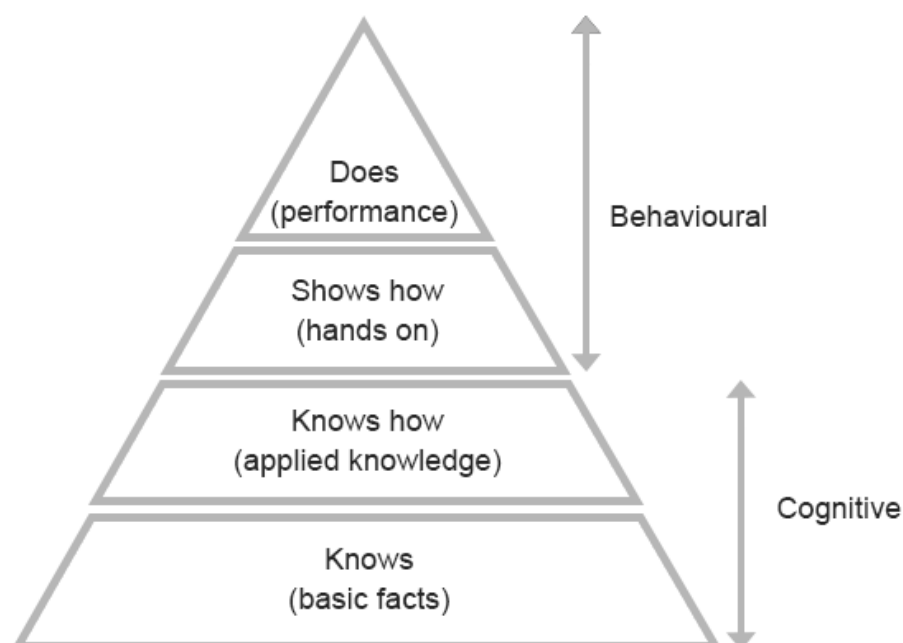 Does
(performance)
Behavioural
Shows how
(hands on)
Knows how
(applied knowledge)
Cognitive
Knows
(basic facts)